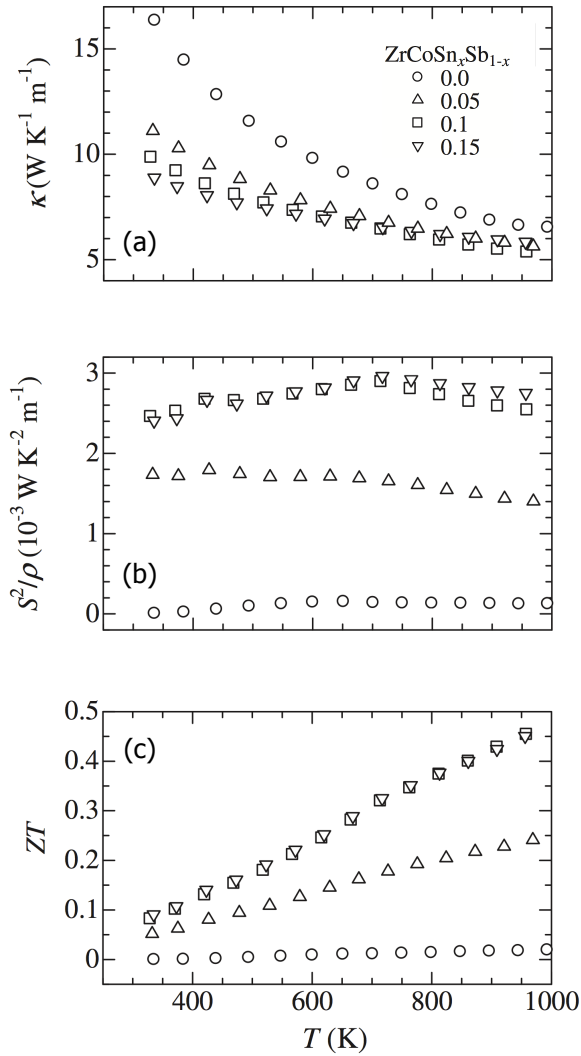 κ (W K⁻¹ m⁻¹)
15
10
5
ZrCoSnₓSb₁₋ₓ
○ 0.0
△ 0.05
□ 0.1
▽ 0.15
(a)
S²/ρ (10⁻³ W K⁻² m⁻¹)
3
2
1
0
(b)
ZT
0.5
0.4
0.3
0.2
0.1
0
(c)
400 600 800 1000
T (K)